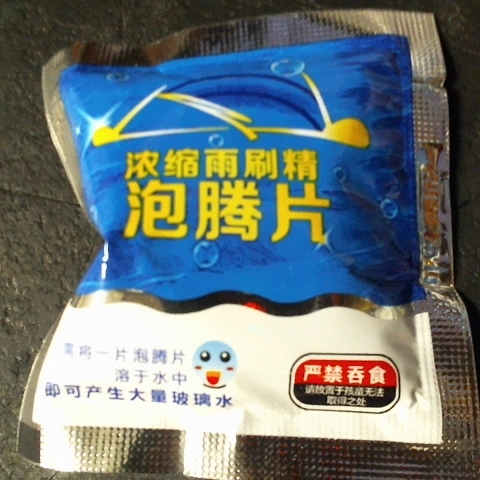 浓缩雨刷精
泡腾片
需将一片泡腾片
溶于水中
即可产生大量玻璃水
严禁吞食
请放置于孩童无法
取得之处